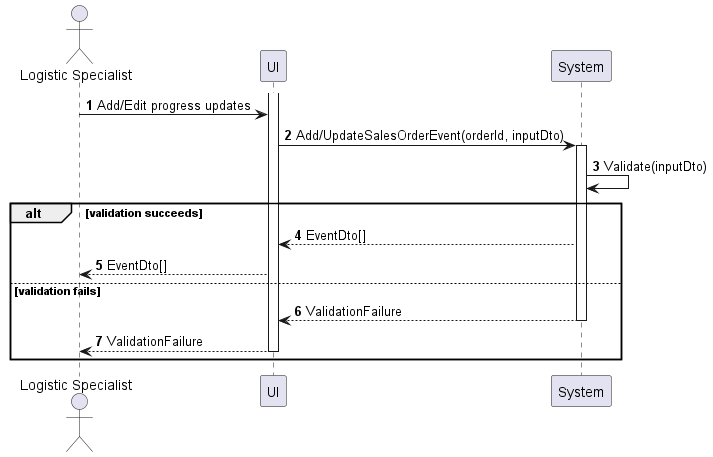 Logistic Specialist
UI
System
1 Add/Edit progress updates
2 Add/UpdateSalesOrderEvent(orderId, inputDto)
3 Validate(inputDto)
alt [validation succeeds]
4 EventDto[]
5 EventDto[]
[validation fails]
6 ValidationFailure
7 ValidationFailure
Logistic Specialist
UI
System